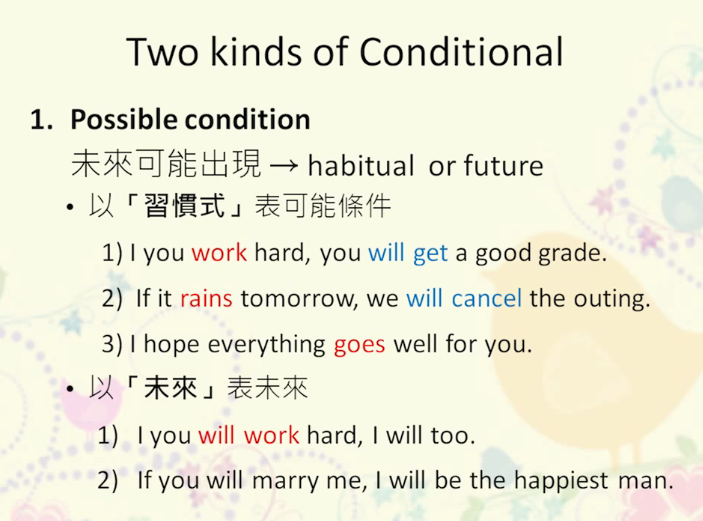 Two kinds of Conditional
1. Possible condition
未來可能出現 → habitual or future
• 以「習慣式」表可能條件
1) I you work hard, you will get a good grade.
2) If it rains tomorrow, we will cancel the outing.
3) I hope everything goes well for you.
• 以「未來」表未來
1) I you will work hard, I will too.
2) If you will marry me, I will be the happiest man.